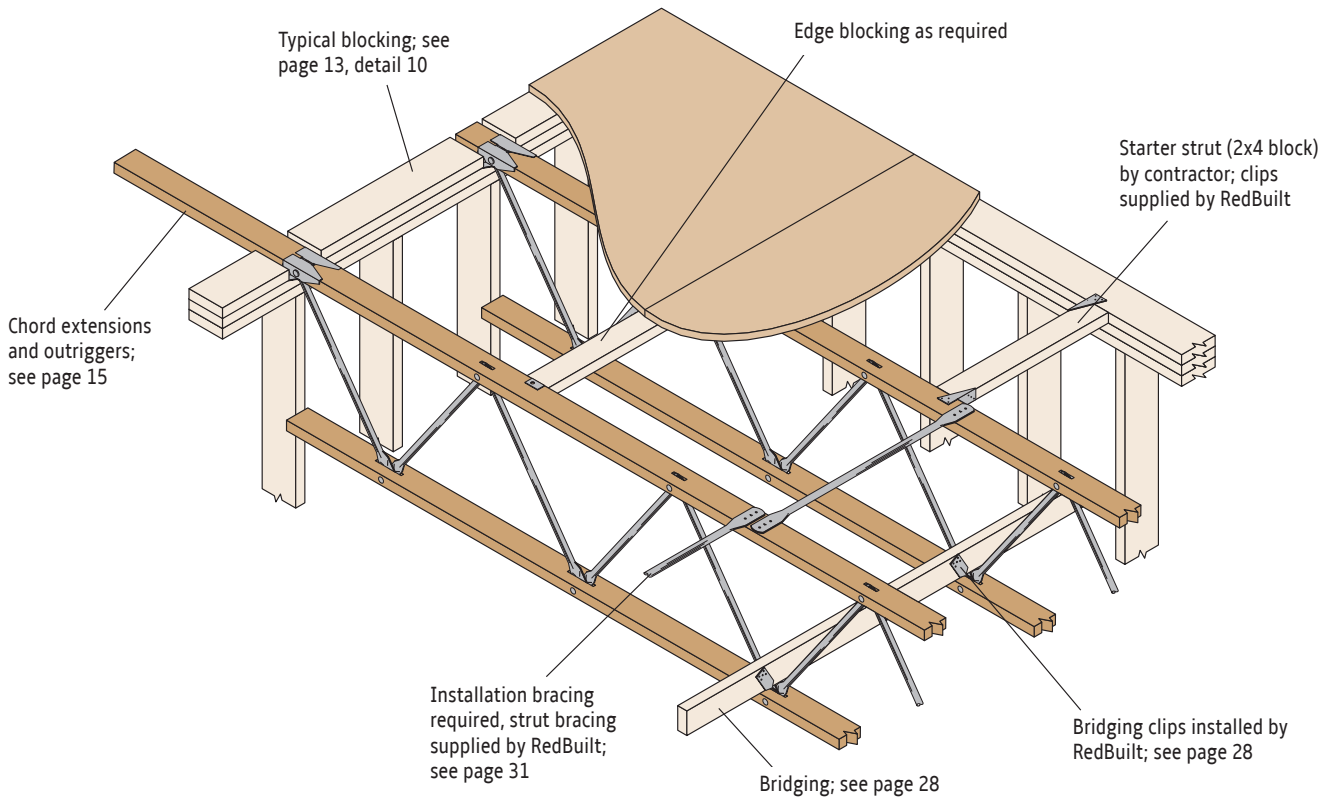 Edge blocking as required
Typical blocking; see
page 13, detail 10
Starter strut (2x4 block)
by contractor; clips
supplied by RedBuilt
Chord extensions
and outriggers;
see page 15
Installation bracing
required, strut bracing
supplied by RedBuilt;
see page 31
Bridging clips installed by
RedBuilt; see page 28
Bridging; see page 28